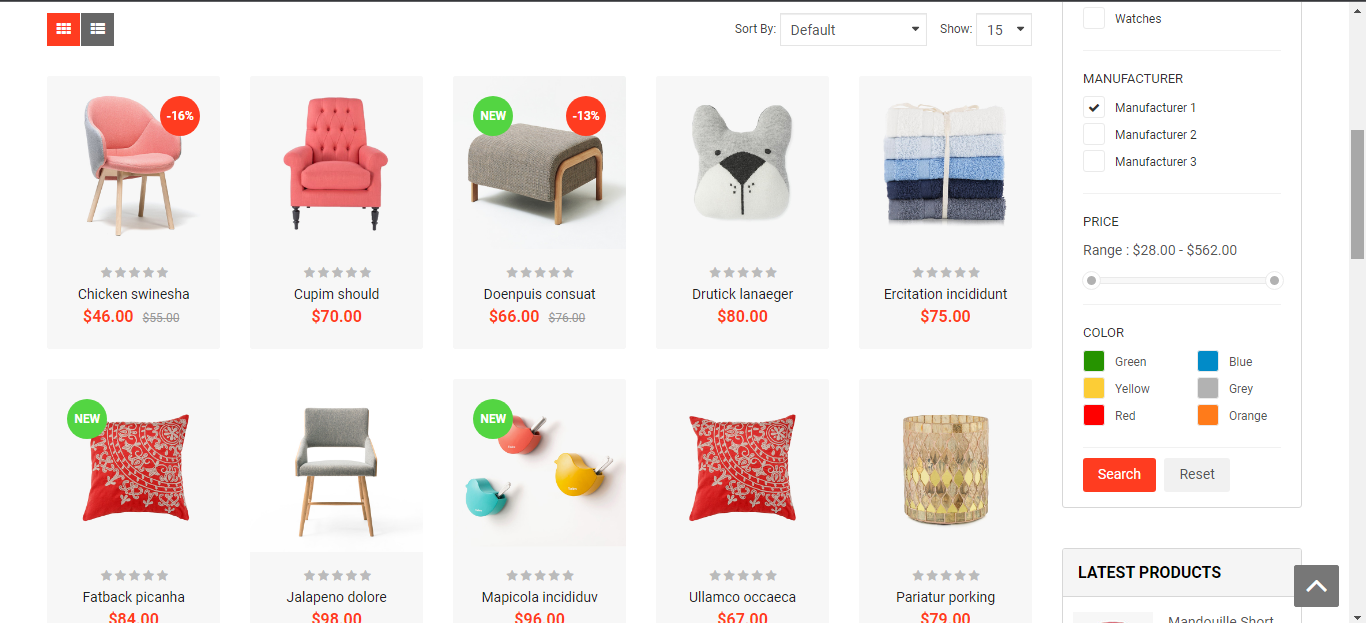 Sort By:
Default
Show:
15
-16%
Chicken swinesha
$46.00 $55.00
Cupim should
$70.00
NEW
-13%
Doenpuis consuat
$66.00 $76.00
Drutick lanaeger
$80.00
Ercitation incididunt
$75.00
NEW
Fatback picanha
$84.00
Jalapeno dolore
$98.00
NEW
Mapicola incididuv
$96.00
Ullamco occaeca
$67.00
Pariatur porking
$79.00
Watches
MANUFACTURER
Manufacturer 1
Manufacturer 2
Manufacturer 3
PRICE
Range : $28.00 - $562.00
COLOR
Green
Blue
Yellow
Grey
Red
Orange
Search
Reset
LATEST PRODUCTS
Mandouille Short